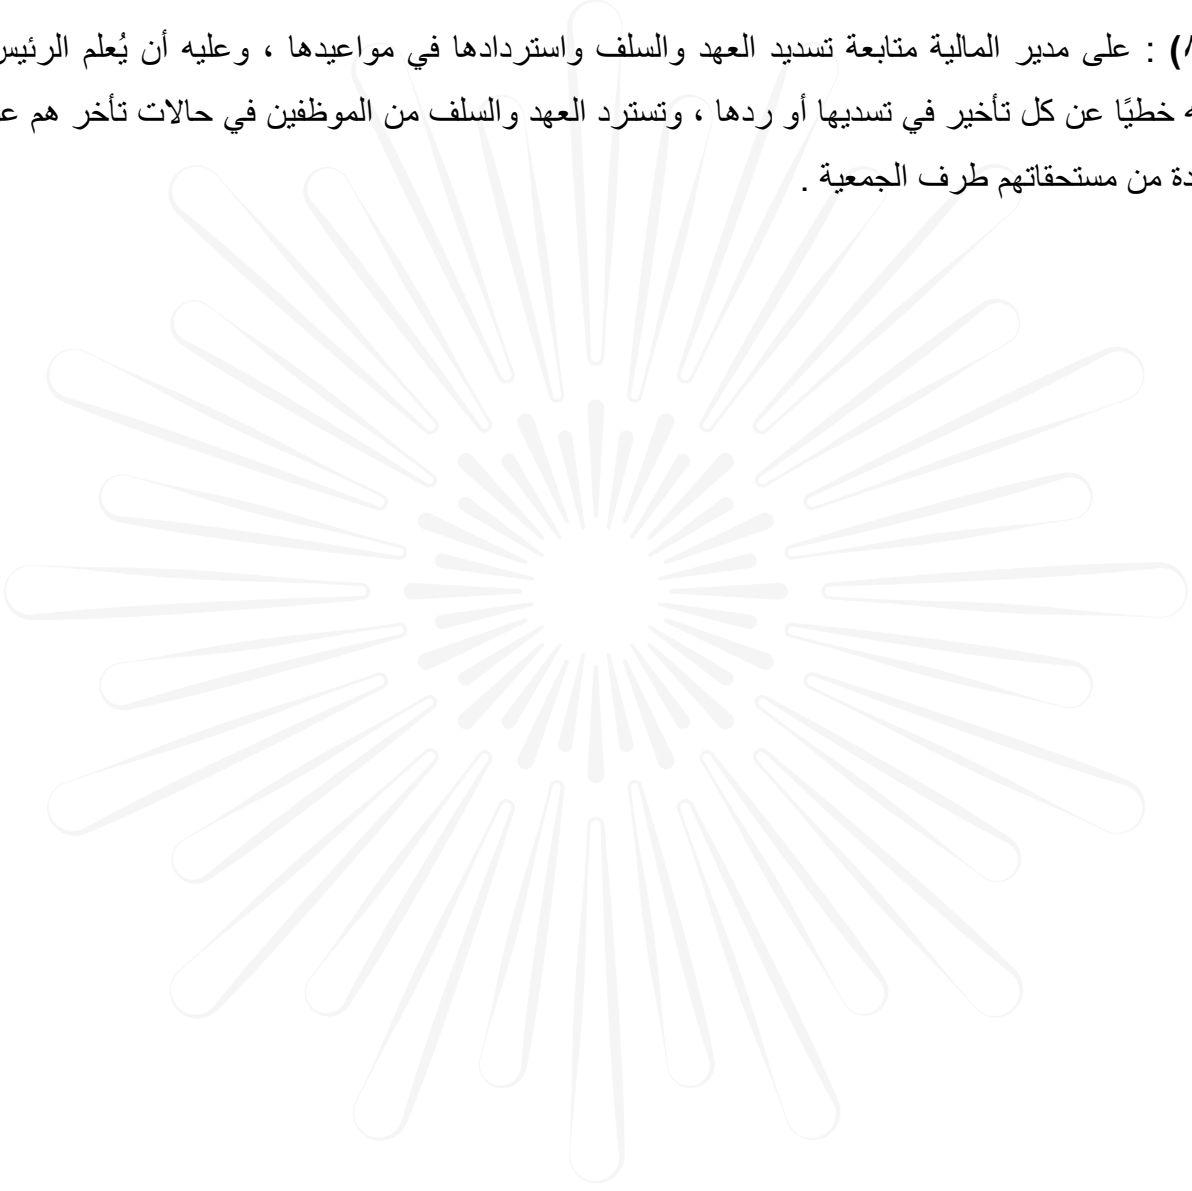 ) : على مدير المالية متابعة تسديد العهد والسلف واستردادها في مواعيدها ، وعليه أن يُعلم الرئيس
خطيًا عن كل تأخير في تسديها أو ردها ، وتسترد العهد والسلف من الموظفين في حالات تأخر هم
من مستحقاتهم طرف الجمعية .